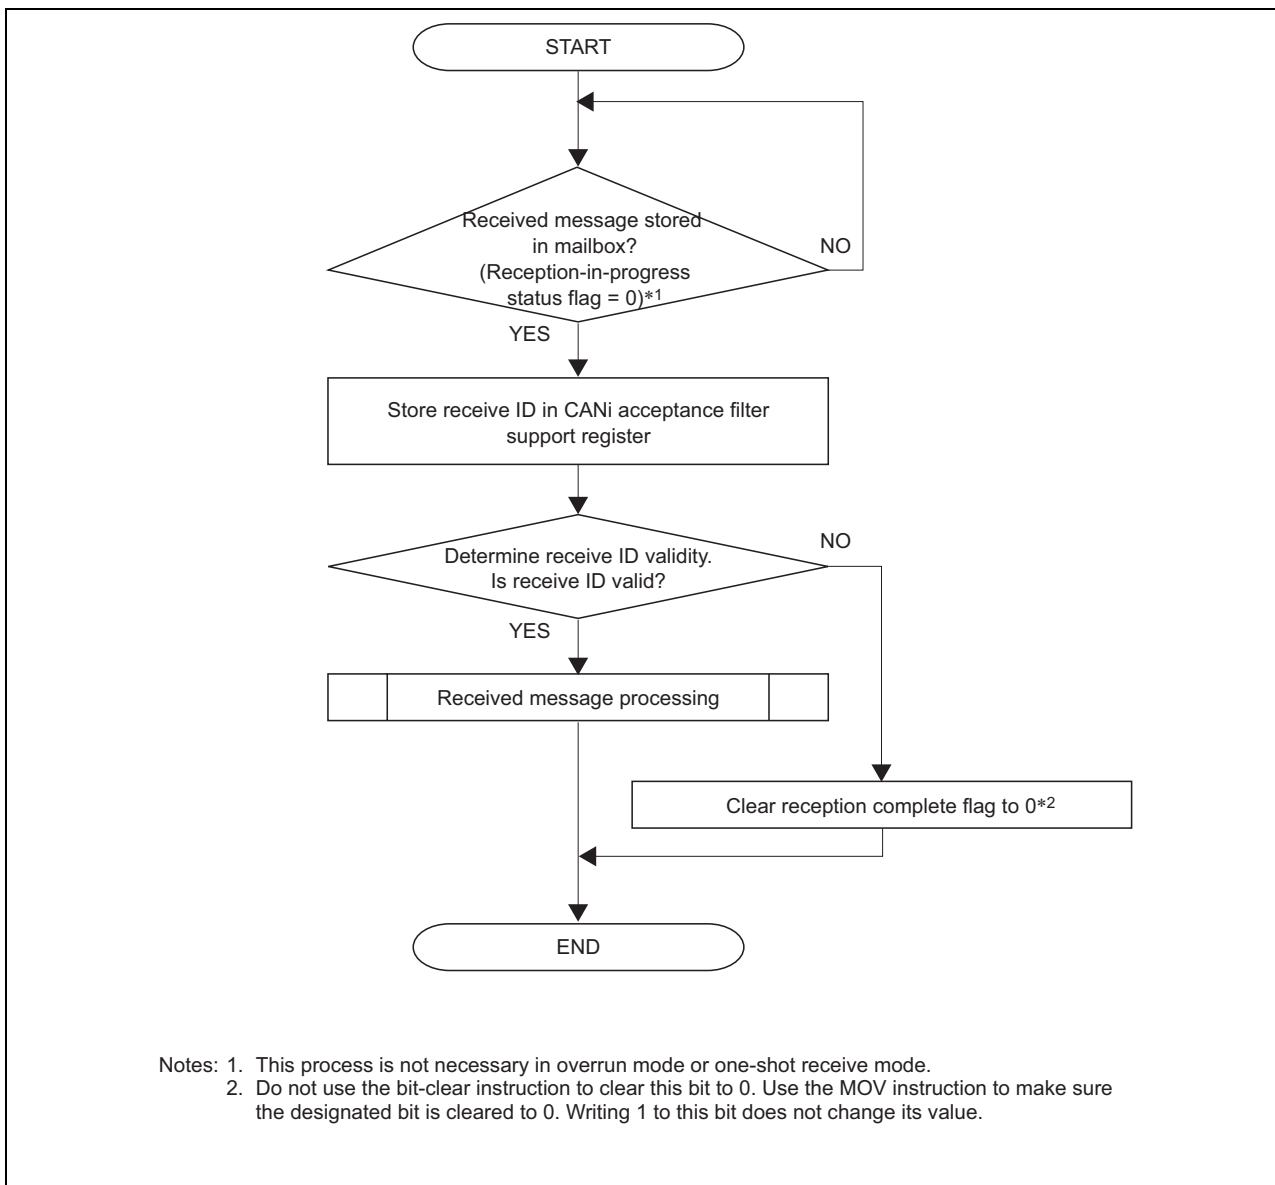 START
Received message stored
in mailbox?
(Reception-in-progress
status flag = 0)*1
NO
YES
Store receive ID in CANi acceptance filter
support register
Determine receive ID validity.
Is receive ID valid?
NO
YES
Received message processing
Clear reception complete flag to 0*2
END
Notes: 1. This process is not necessary in overrun mode or one-shot receive mode.
2. Do not use the bit-clear instruction to clear this bit to 0. Use the MOV instruction to make sure
the designated bit is cleared to 0. Writing 1 to this bit does not change its value.